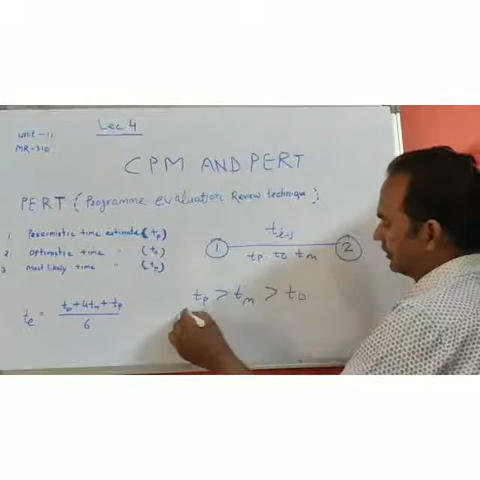 Lec 4
unit-11
MR-310
CPM AND PERT
PERT (Programme evaluation Review technique)
1 Pessimistic time estimate (tp)
2 optimistic time " (to)
3 most likely time " (tm)
ti-j
1 2
tp to tm
tp > tm > to
te = to + 4tm + tp
6